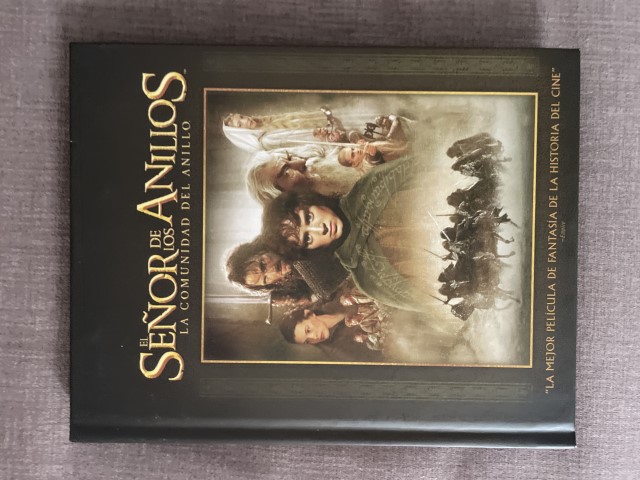 EL
SEÑOR DE LOS ANILLOS
LA COMUNIDAD DEL ANILLO
"LA MEJOR PELÍCULA DE FANTASÍA DE LA HISTORIA DEL CINE"
–Empire